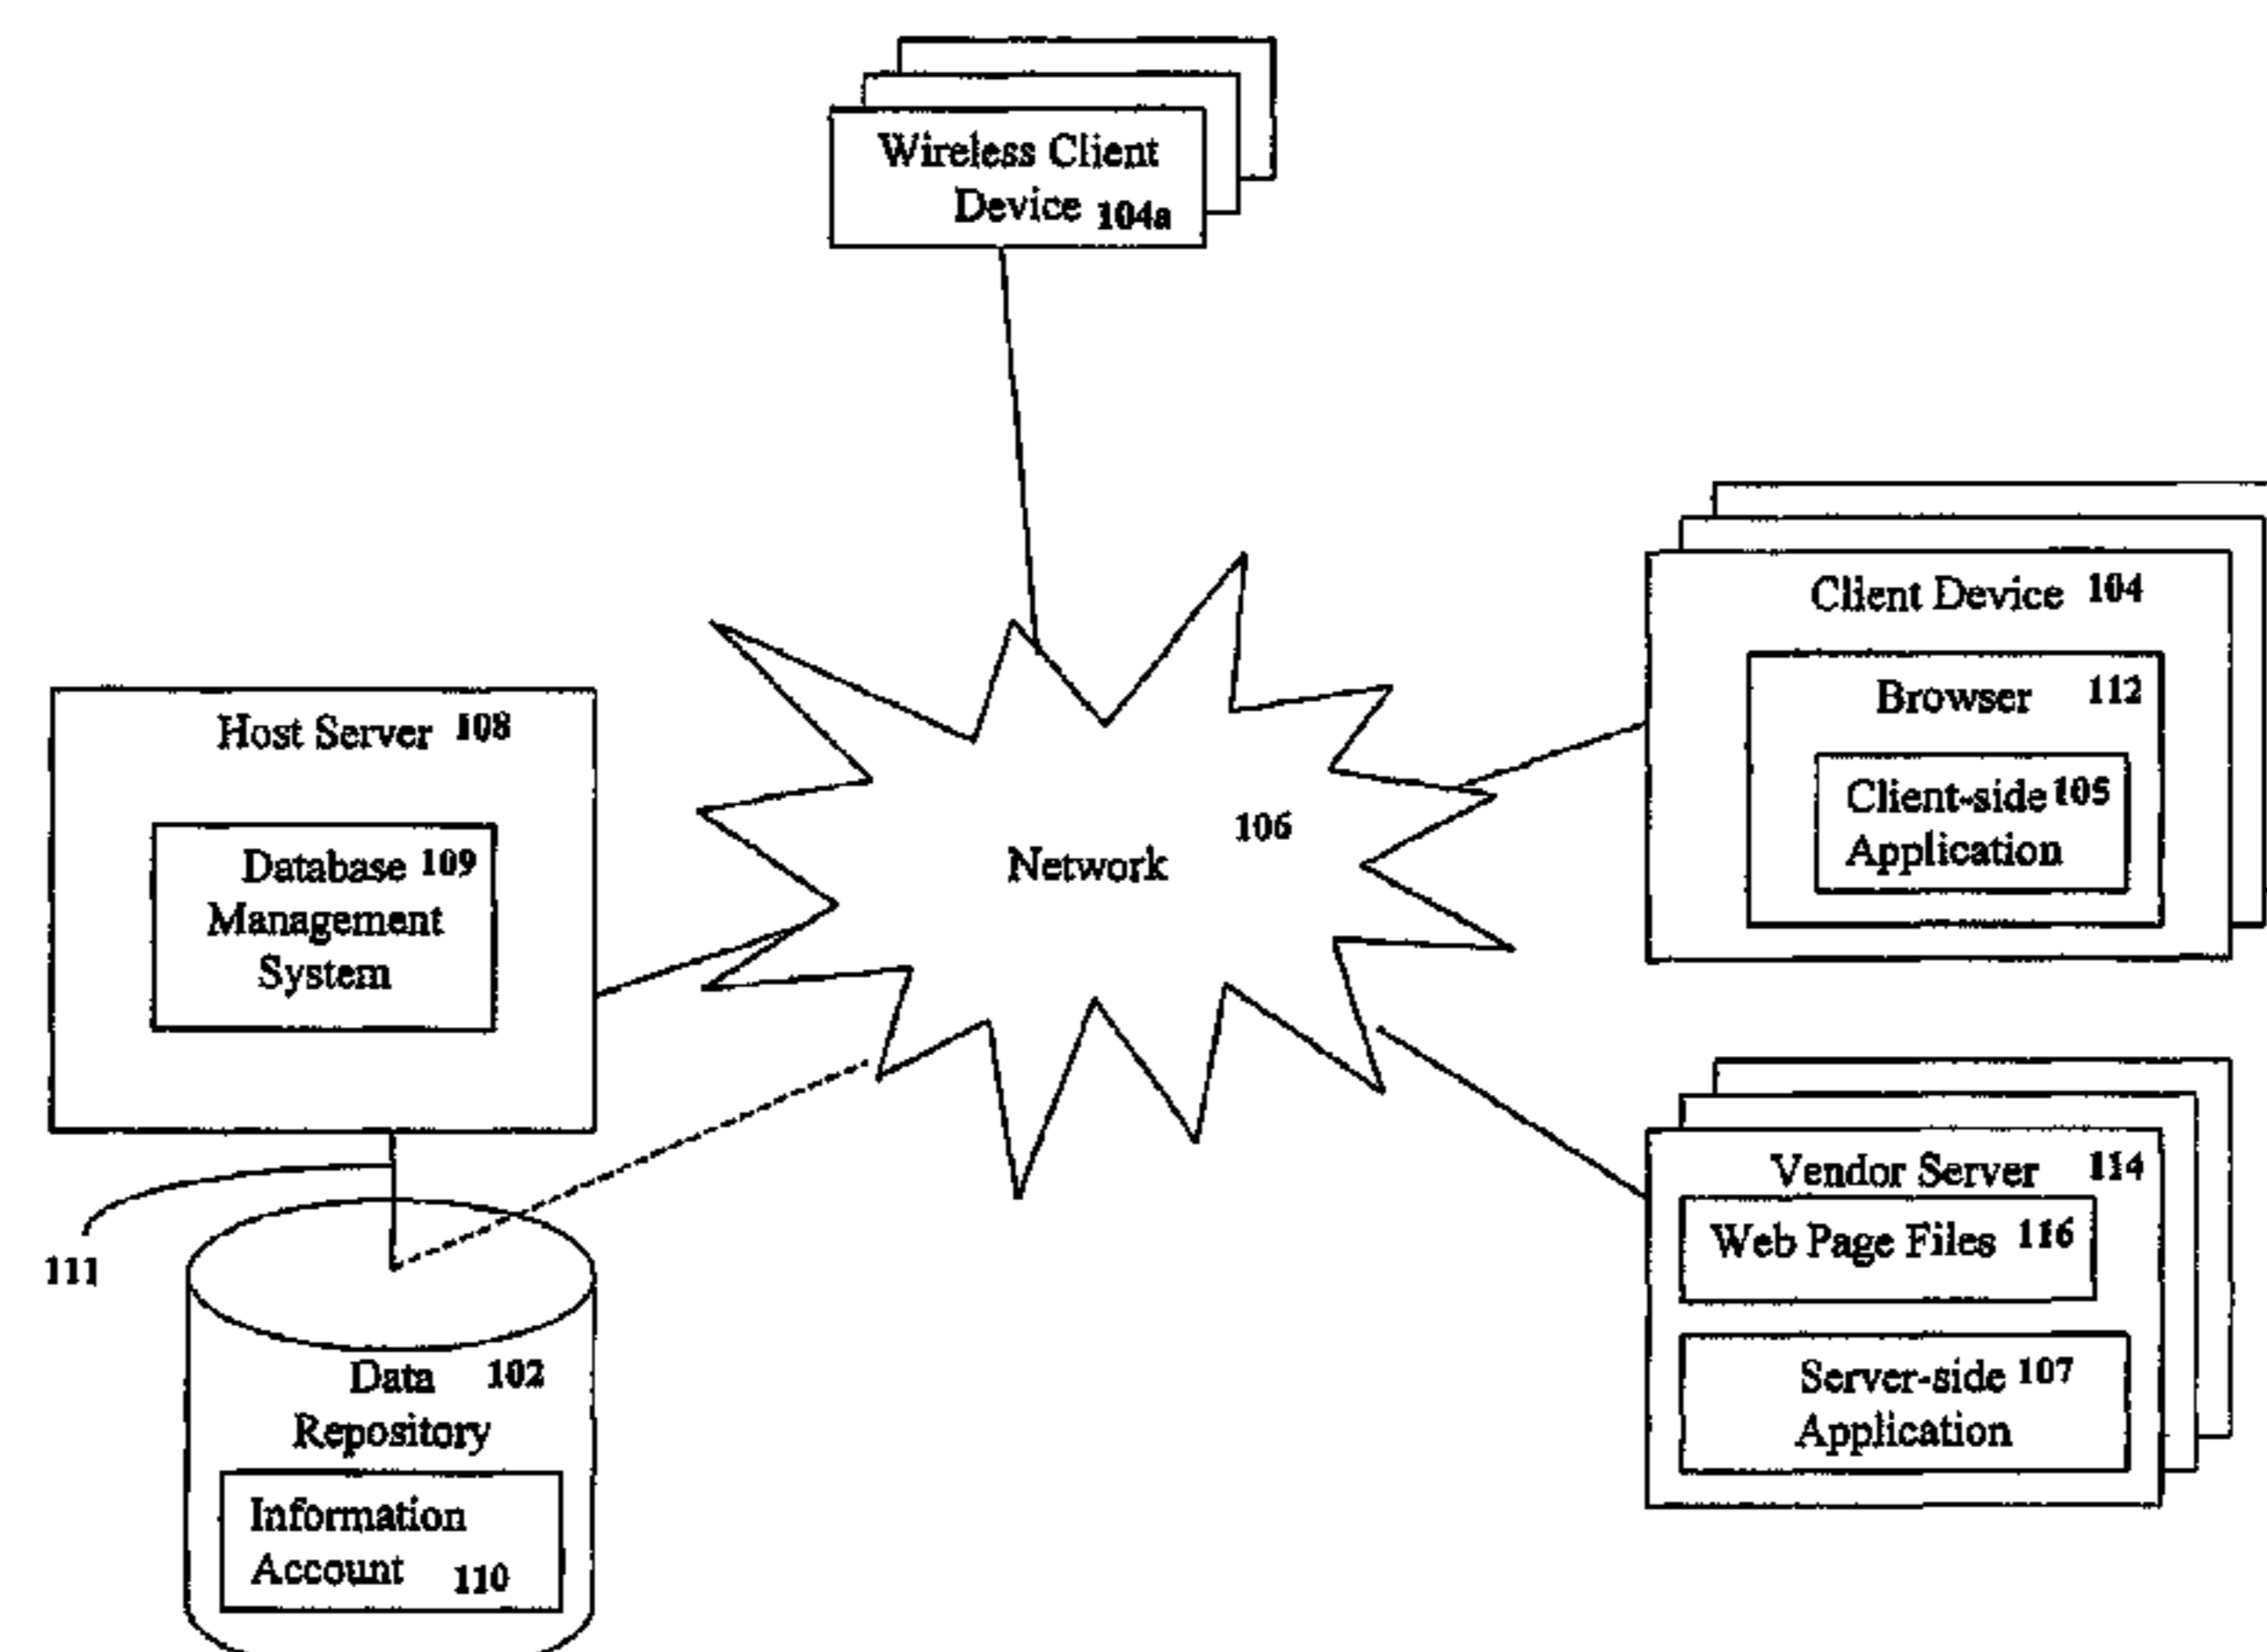 Wireless Client
Device 104a
Client Device 104
Browser 112
Client-side 105
Application
Host Server 108
Database 109
Management
System
Network 106
111
Data 102
Repository
Information
Account 110
Vendor Server 114
Web Page Files 116
Server-side 107
Application